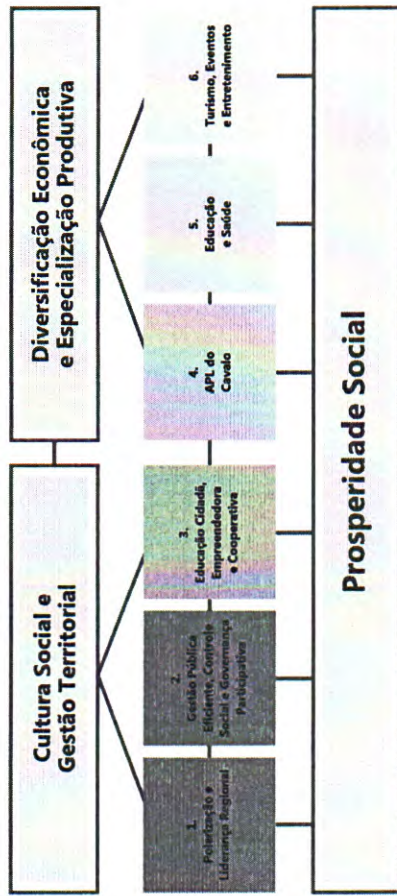 Cultura Social e
Gestão Territorial
Diversificação Econômica
e Especialização Produtiva
1.
Polarização e
Liderança Regional
2.
Gestão Pública
Eficiente, Controle
Social e Governança
Participativa
3.
Educação Cidadã,
Empreendedora
e Cooperativa
4.
APL do
Cavalo
5.
Educação
e Saúde
6.
Turismo, Eventos
e Entretenimento
Prosperidade Social